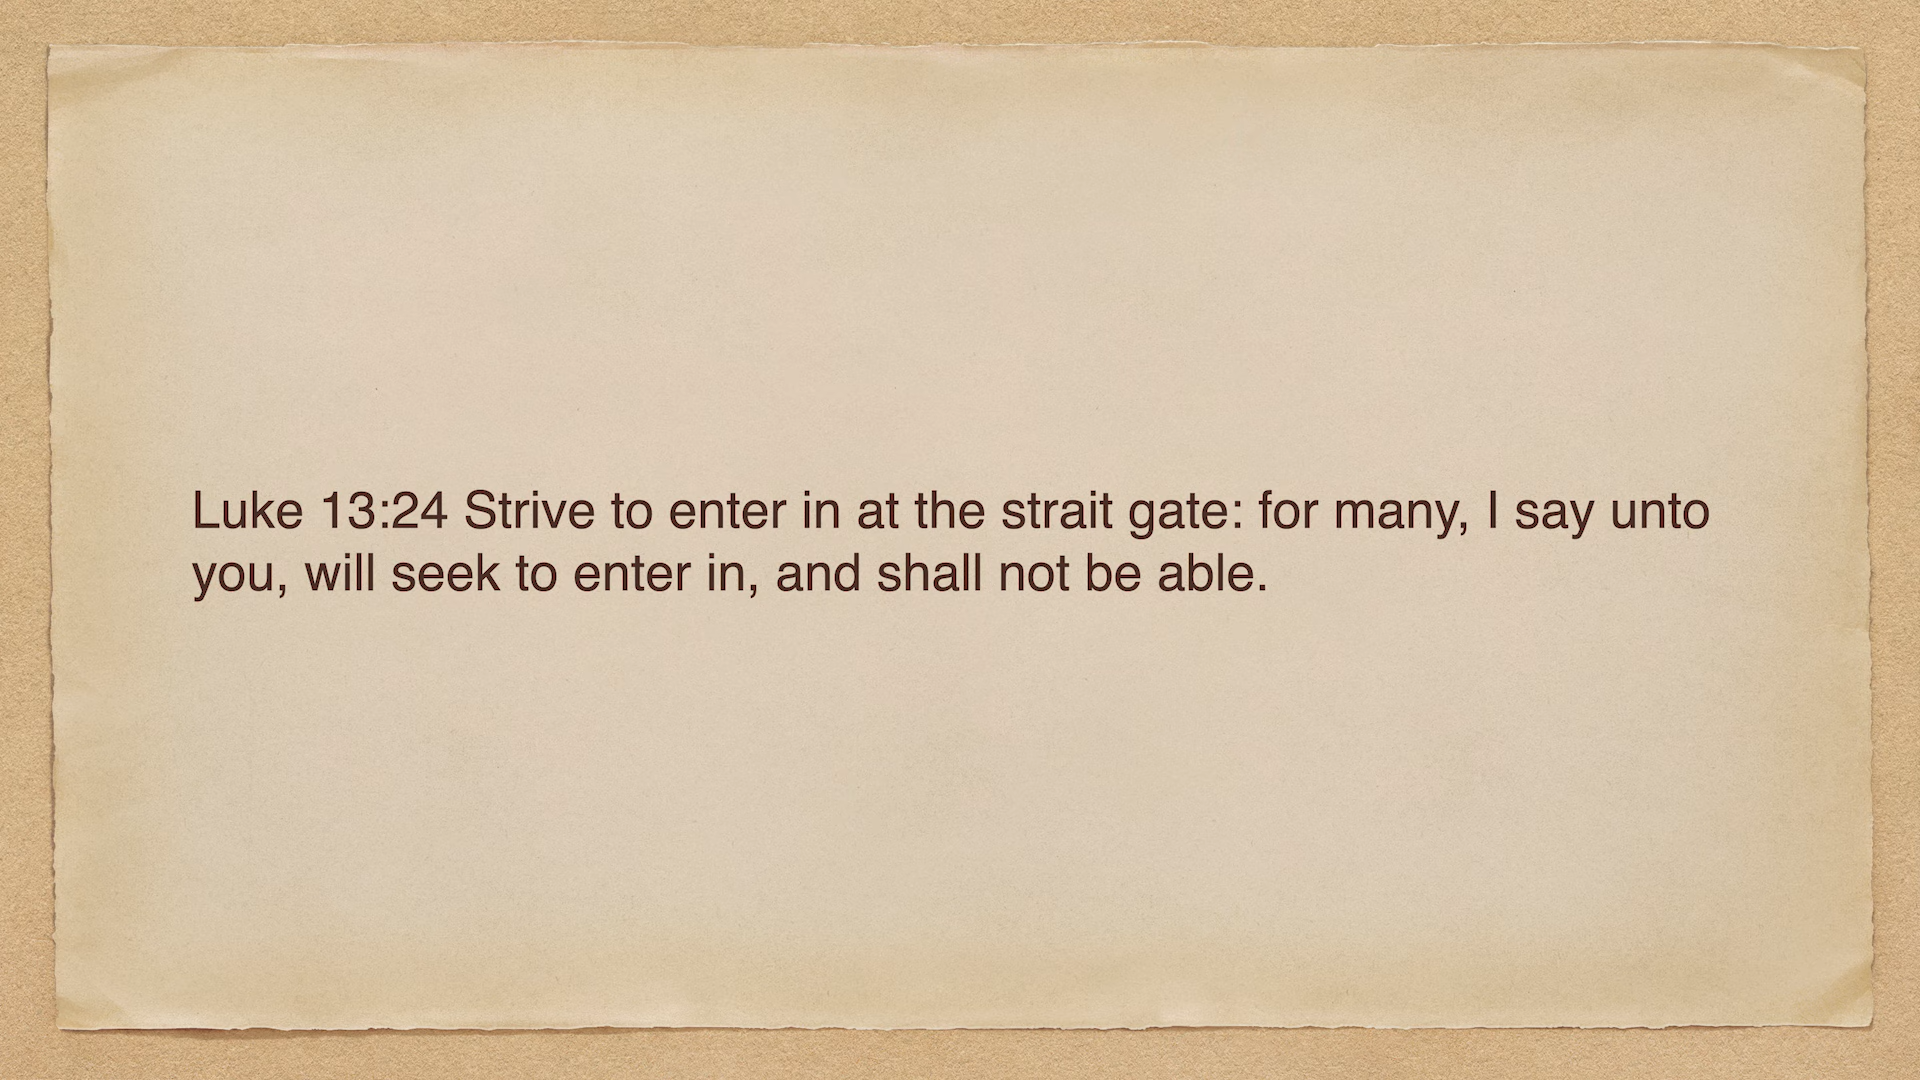 Luke 13:24 Strive to enter in at the strait gate: for many, I say unto
you, will seek to enter in, and shall not be able.